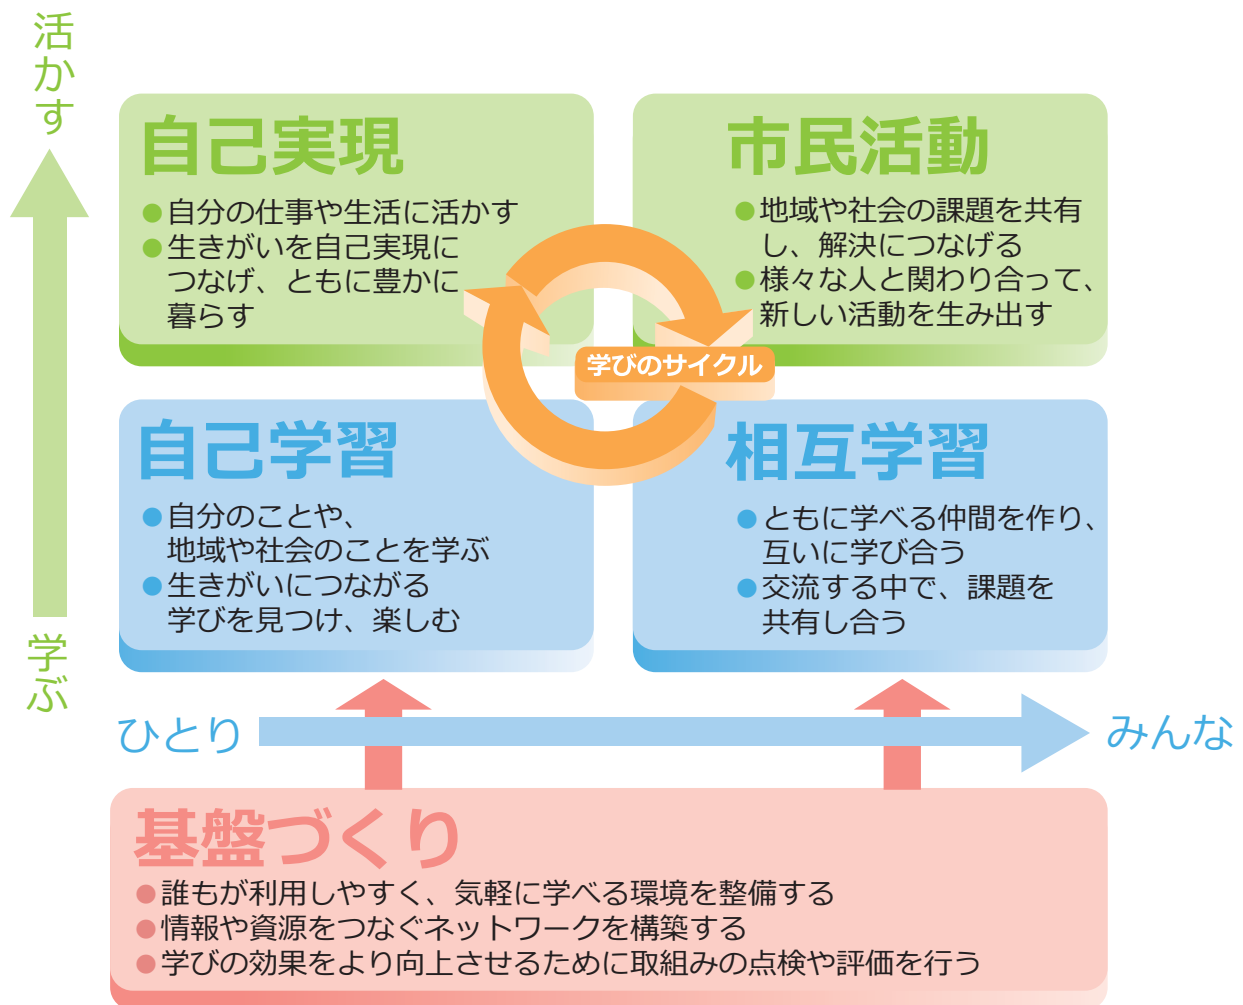 活かす
自己実現
●自分の仕事や生活に活かす
●生きがいを自己実現に
つなげ、ともに豊かに
暮らす
市民活動
●地域や社会の課題を共有
し、解決につなげる
●様々な人と関わり合って、
新しい活動を生み出す
学びのサイクル
自己学習
●自分のことや、
地域や社会のことを学ぶ
●生きがいにつながる
学びを見つけ、楽しむ
相互学習
●ともに学べる仲間を作り、
互いに学び合う
●交流する中で、課題を
共有し合う
学ぶ
ひとり
みんな
基盤づくり
●誰もが利用しやすく、気軽に学べる環境を整備する
●情報や資源をつなぐネットワークを構築する
●学びの効果をより向上させるために取組みの点検や評価を行う